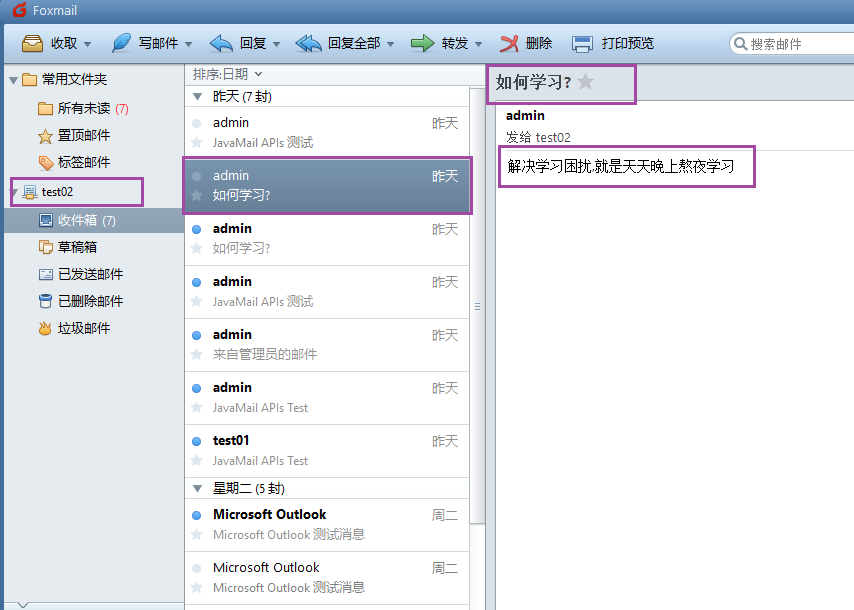 Foxmail
收取 写邮件 回复 回复全部 转发 删除 打印预览 搜索邮件
常用文件夹
所有未读 (7)
置顶邮件
标签邮件
test02
收件箱 (7)
草稿箱
已发送邮件
已删除邮件
垃圾邮件
排序:日期
昨天 (7 封)
admin 昨天
JavaMail APIs 测试
admin 昨天
如何学习?
admin 昨天
如何学习?
admin 昨天
JavaMail APIs 测试
admin 昨天
来自管理员的邮件
admin 昨天
JavaMail APIs Test
test01 昨天
JavaMail APIs Test
星期二 (5 封)
Microsoft Outlook 周二
Microsoft Outlook 测试消息
Microsoft Outlook 周二
Microsoft Outlook 测试消息
如何学习?
admin
发给 test02
解决学习困扰,就是天天晚上熬夜学习